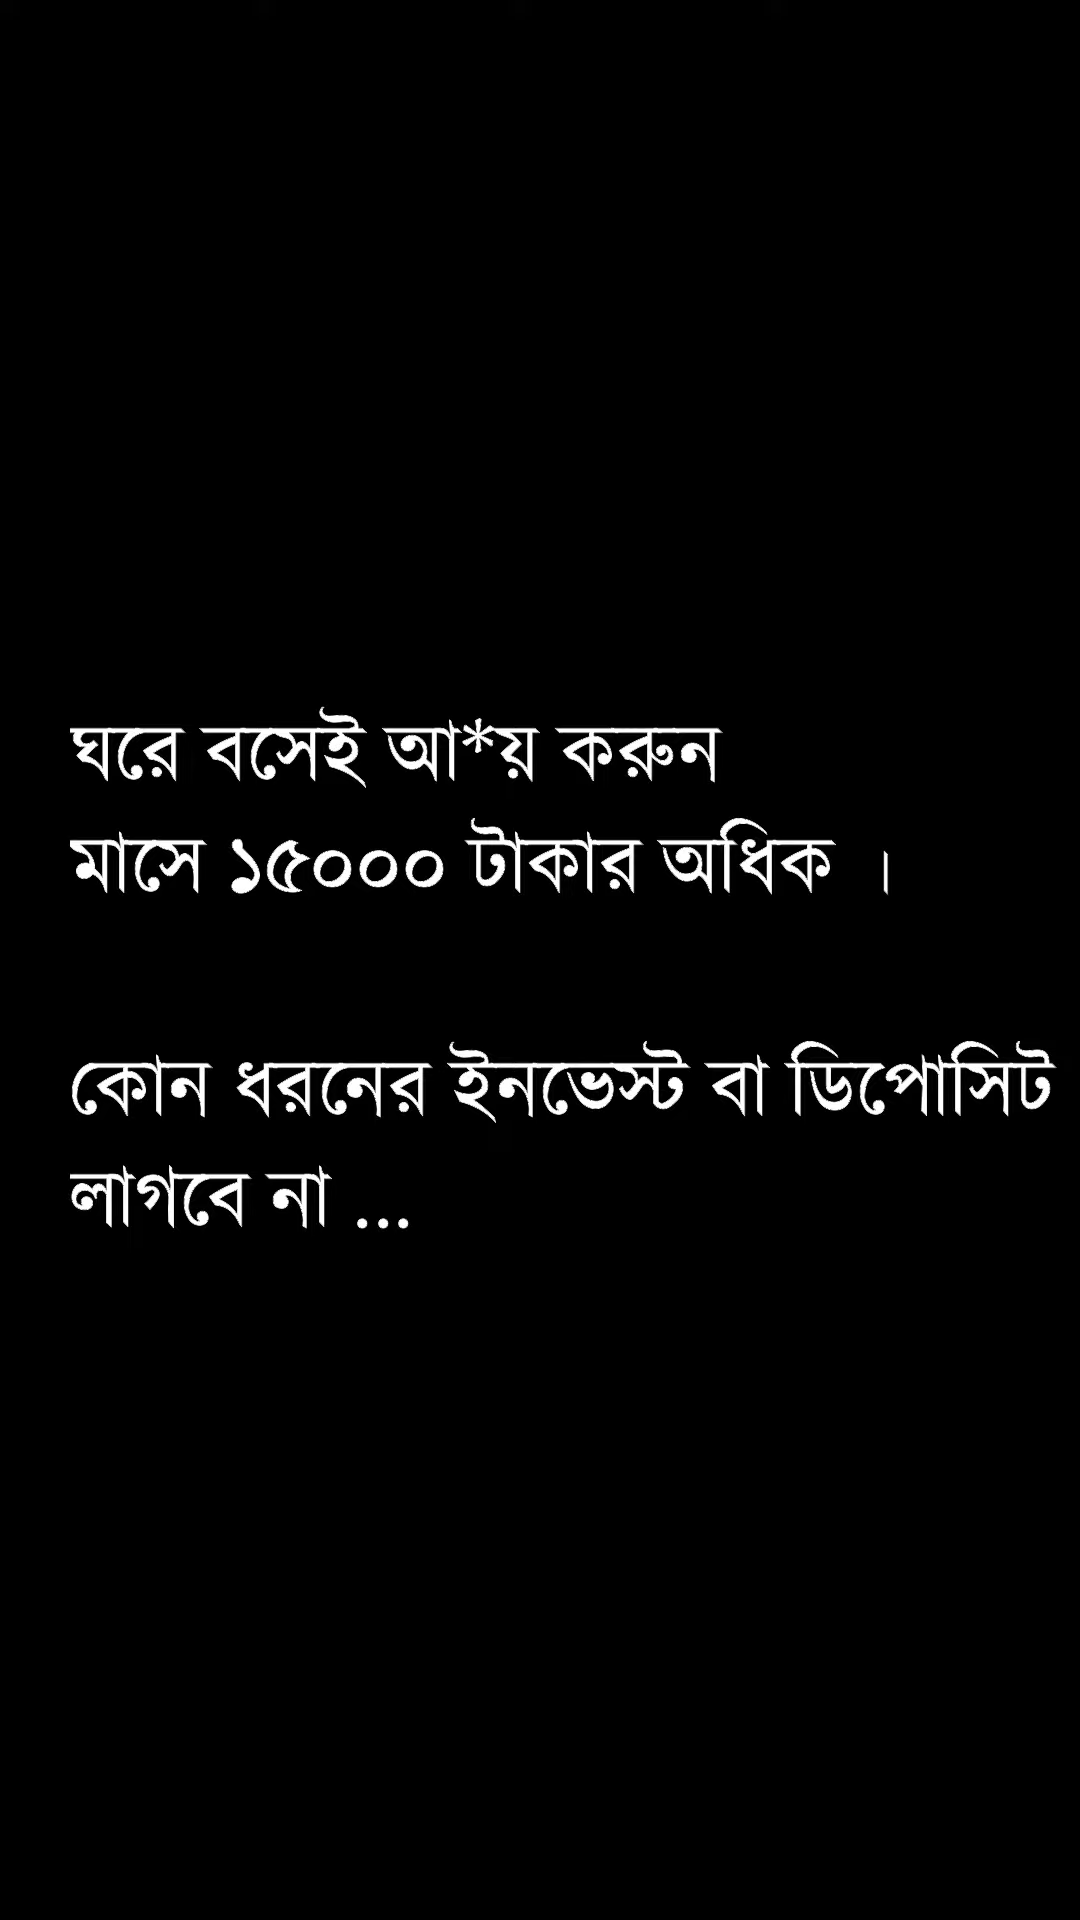 ঘরে বসেই আ*য় করুন
মাসে ১৫০০০ টাকার অধিক ।
কোন ধরনের ইনভেস্ট বা ডিপোসিট
লাগবে না ...